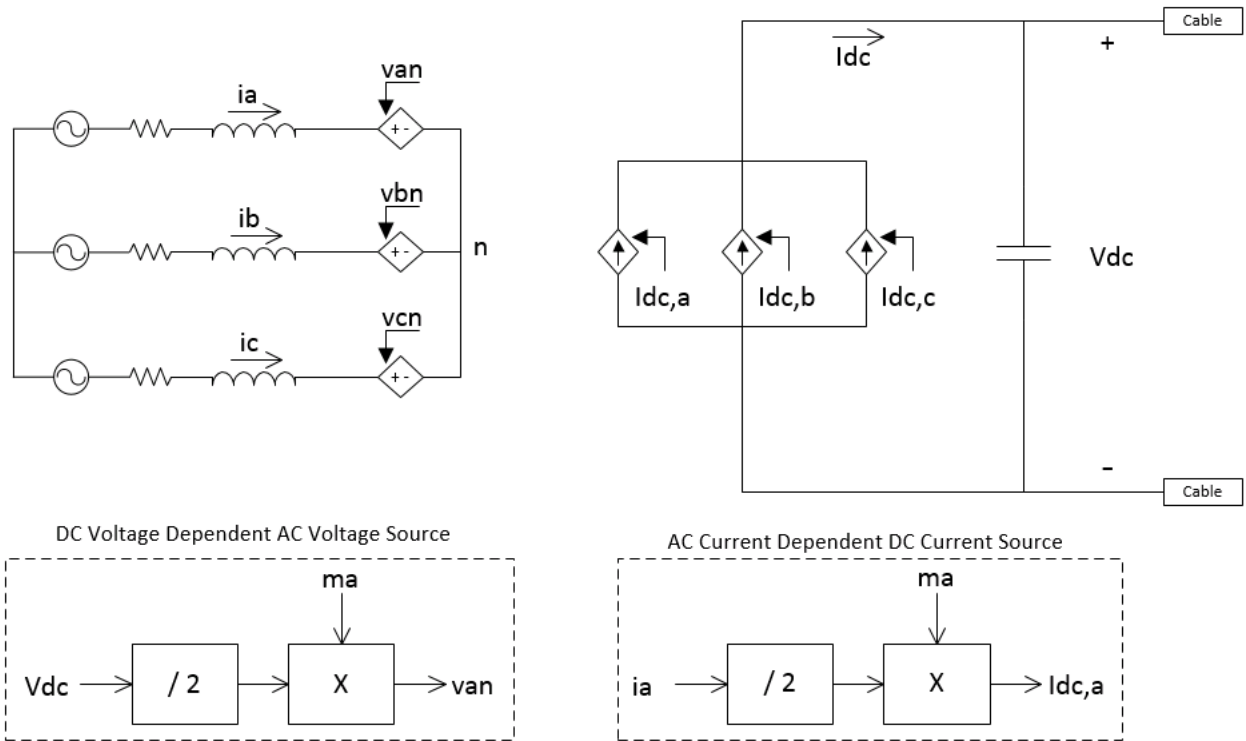 van
ia
vbn
ib
n
vcn
ic
+ -
+ -
+ -
Idc
+
Cable
Idc,a
Idc,b
Idc,c
Vdc
-
Cable
DC Voltage Dependent AC Voltage Source
ma
Vdc
/ 2
X
van
AC Current Dependent DC Current Source
ma
ia
/ 2
X
Idc,a